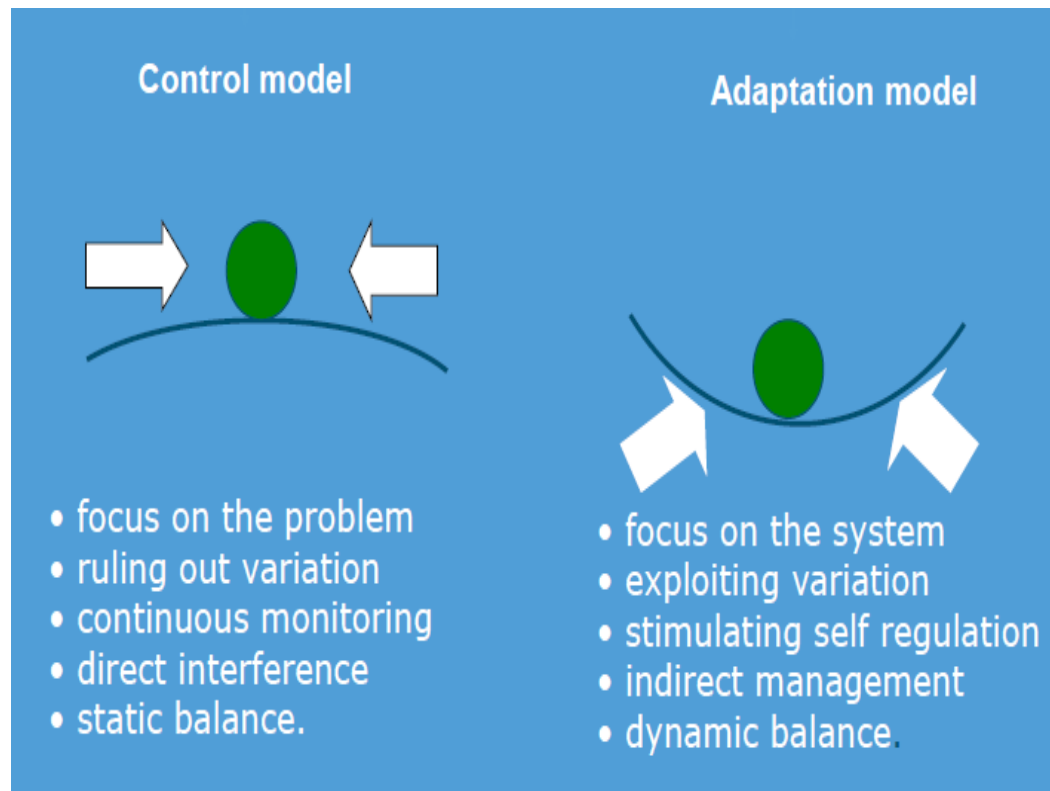 Control model
• focus on the problem
• ruling out variation
• continuous monitoring
• direct interference
• static balance.
Adaptation model
• focus on the system
• exploiting variation
• stimulating self regulation
• indirect management
• dynamic balance.